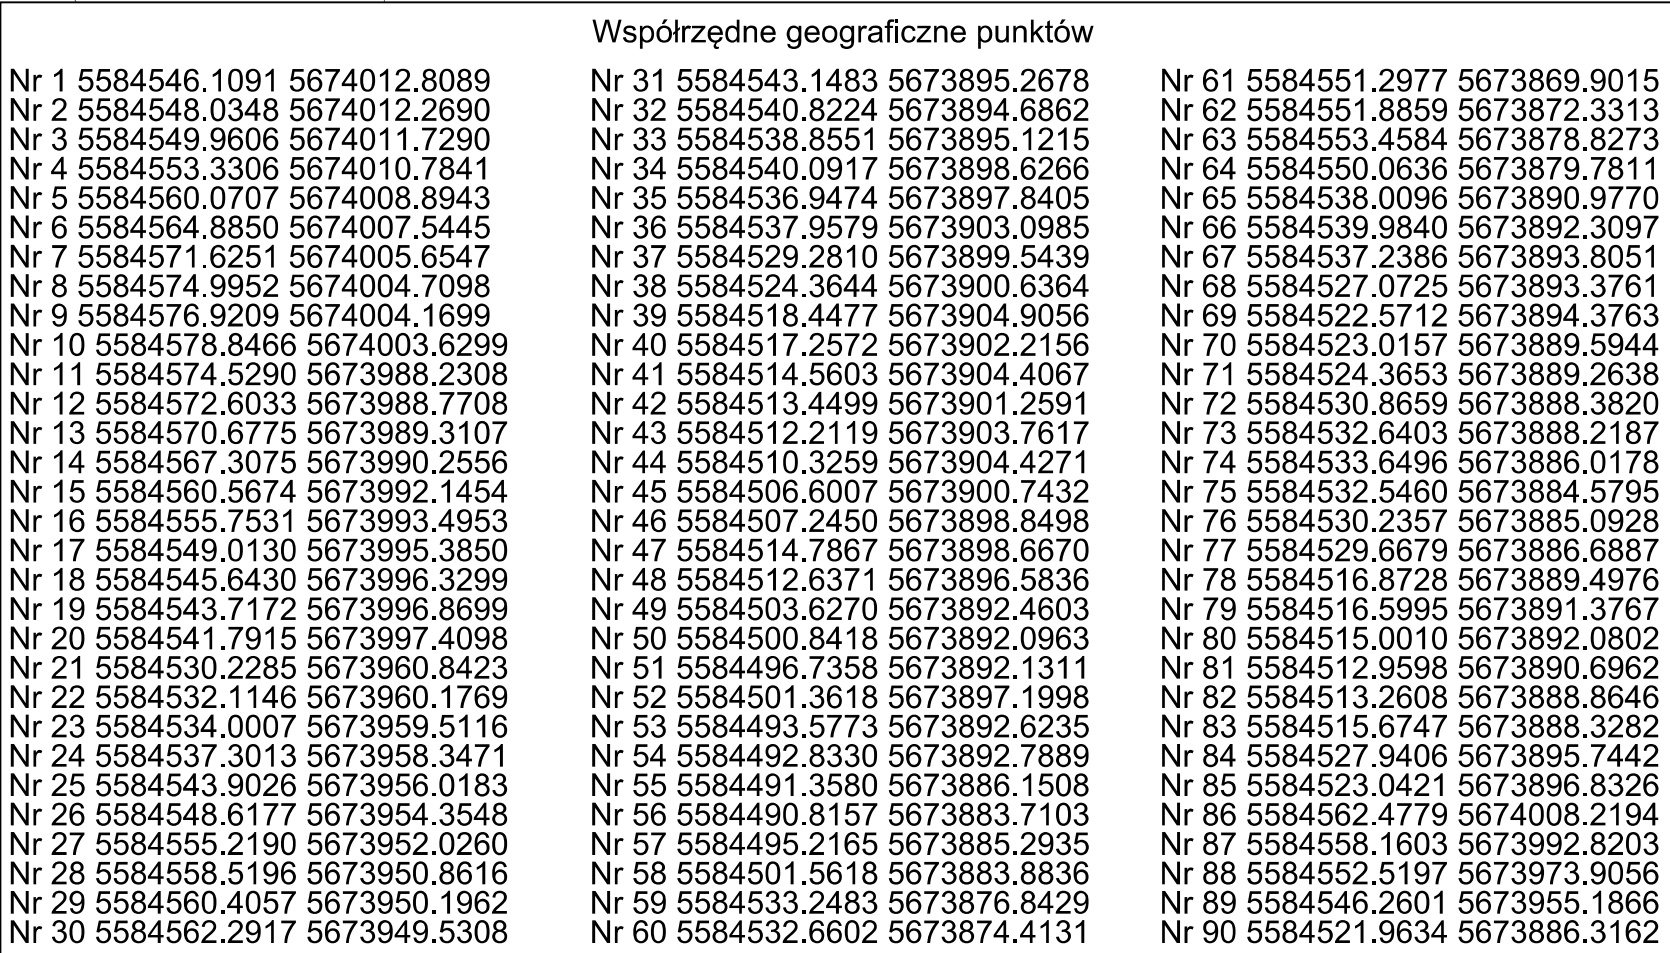 Współrzędne geograficzne punktów
Nr 1 5584546.1091 5674012.8089
Nr 2 5584548.0348 5674012.2690
Nr 3 5584549.9606 5674011.7290
Nr 4 5584553.3306 5674010.7841
Nr 5 5584560.0707 5674008.8943
Nr 6 5584564.8850 5674007.5445
Nr 7 5584571.6251 5674005.6547
Nr 8 5584574.9952 5674004.7098
Nr 9 5584576.9209 5674004.1699
Nr 10 5584578.8466 5674003.6299
Nr 11 5584574.5290 5673988.2308
Nr 12 5584572.6033 5673988.7708
Nr 13 5584570.6775 5673989.3107
Nr 14 5584567.3075 5673990.2556
Nr 15 5584560.5674 5673992.1454
Nr 16 5584555.7531 5673993.4953
Nr 17 5584549.0130 5673995.3850
Nr 18 5584545.6430 5673996.3299
Nr 19 5584543.7172 5673996.8699
Nr 20 5584541.7915 5673997.4098
Nr 21 5584530.2285 5673960.8423
Nr 22 5584532.1146 5673960.1769
Nr 23 5584534.0007 5673959.5116
Nr 24 5584537.3013 5673958.3471
Nr 25 5584543.9026 5673956.0183
Nr 26 5584548.6177 5673954.3548
Nr 27 5584555.2190 5673952.0260
Nr 28 5584558.5196 5673950.8616
Nr 29 5584560.4057 5673950.1962
Nr 30 5584562.2917 5673949.5308
Nr 31 5584543.1483 5673895.2678
Nr 32 5584540.8224 5673894.6862
Nr 33 5584538.8551 5673895.1215
Nr 34 5584540.0917 5673898.6266
Nr 35 5584536.9474 5673897.8405
Nr 36 5584537.9579 5673903.0985
Nr 37 5584529.2810 5673899.5439
Nr 38 5584524.3644 5673900.6364
Nr 39 5584518.4477 5673904.9056
Nr 40 5584517.2572 5673902.2156
Nr 41 5584514.5603 5673904.4067
Nr 42 5584513.4499 5673901.2591
Nr 43 5584512.2119 5673903.7617
Nr 44 5584510.3259 5673904.4271
Nr 45 5584506.6007 5673900.7432
Nr 46 5584507.2450 5673898.8498
Nr 47 5584514.7867 5673898.6670
Nr 48 5584512.6371 5673896.5836
Nr 49 5584503.6270 5673892.4603
Nr 50 5584500.8418 5673892.0963
Nr 51 5584496.7358 5673892.1311
Nr 52 5584501.3618 5673897.1998
Nr 53 5584493.5773 5673892.6235
Nr 54 5584492.8330 5673892.7889
Nr 55 5584491.3580 5673886.1508
Nr 56 5584490.8157 5673883.7103
Nr 57 5584495.2165 5673885.2935
Nr 58 5584501.5618 5673883.8836
Nr 59 5584533.2483 5673876.8429
Nr 60 5584532.6602 5673874.4131
Nr 61 5584551.2977 5673869.9015
Nr 62 5584551.8859 5673872.3313
Nr 63 5584553.4584 5673878.8273
Nr 64 5584550.0636 5673879.7811
Nr 65 5584538.0096 5673890.9770
Nr 66 5584539.9840 5673892.3097
Nr 67 5584537.2386 5673893.8051
Nr 68 5584527.0725 5673893.3761
Nr 69 5584522.5712 5673894.3763
Nr 70 5584523.0157 5673889.5944
Nr 71 5584524.3653 5673889.2638
Nr 72 5584530.8659 5673888.3820
Nr 73 5584532.6403 5673888.2187
Nr 74 5584533.6496 5673886.0178
Nr 75 5584532.5460 5673884.5795
Nr 76 5584530.2357 5673885.0928
Nr 77 5584529.6679 5673886.6887
Nr 78 5584516.8728 5673889.4976
Nr 79 5584516.5995 5673891.3767
Nr 80 5584515.0010 5673892.0802
Nr 81 5584512.9598 5673890.6962
Nr 82 5584513.2608 5673888.8646
Nr 83 5584515.6747 5673888.3282
Nr 84 5584527.9406 5673895.7442
Nr 85 5584523.0421 5673896.8326
Nr 86 5584562.4779 5674008.2194
Nr 87 5584558.1603 5673992.8203
Nr 88 5584552.5197 5673973.9056
Nr 89 5584546.2601 5673955.1866
Nr 90 5584521.9634 5673886.3162